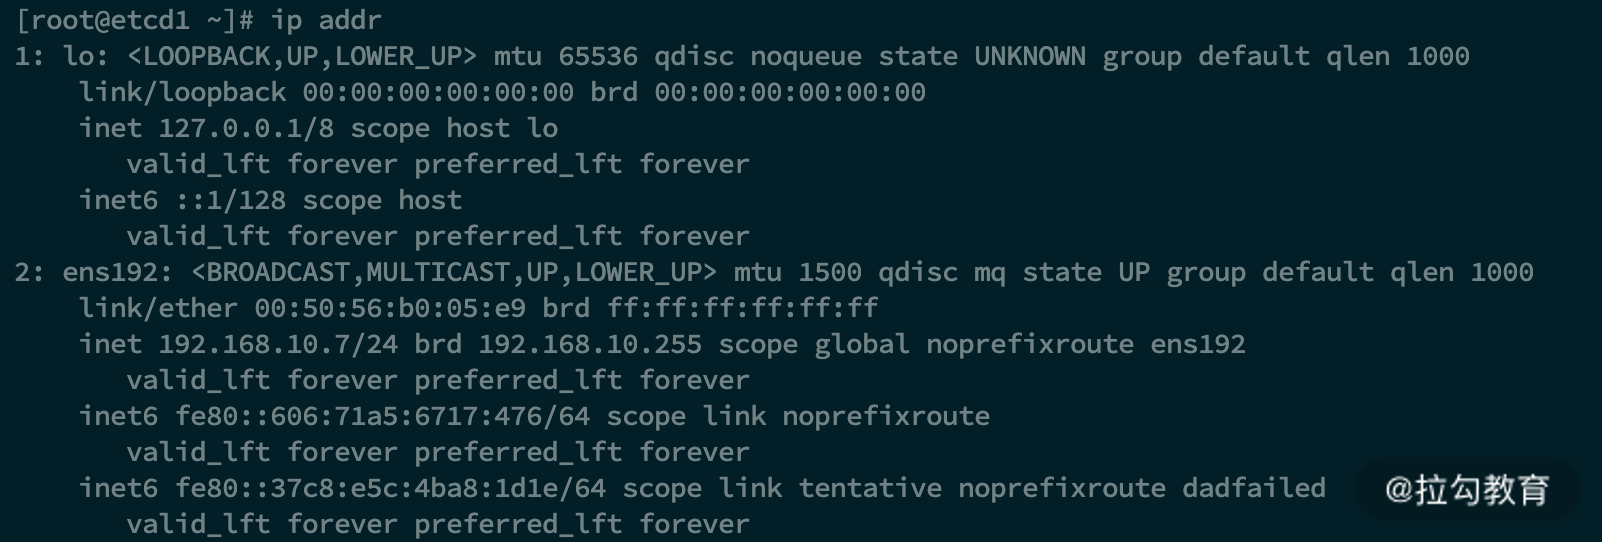 [root@etcd1 ~]# ip addr
1: lo: <LOOPBACK,UP,LOWER_UP> mtu 65536 qdisc noqueue state UNKNOWN group default qlen 1000
    link/loopback 00:00:00:00:00:00 brd 00:00:00:00:00:00
    inet 127.0.0.1/8 scope host lo
       valid_lft forever preferred_lft forever
    inet6 ::1/128 scope host
       valid_lft forever preferred_lft forever
2: ens192: <BROADCAST,MULTICAST,UP,LOWER_UP> mtu 1500 qdisc mq state UP group default qlen 1000
    link/ether 00:50:56:b0:05:e9 brd ff:ff:ff:ff:ff:ff
    inet 192.168.10.7/24 brd 192.168.10.255 scope global noprefixroute ens192
       valid_lft forever preferred_lft forever
    inet6 fe80::606:71a5:6717:476/64 scope link noprefixroute
       valid_lft forever preferred_lft forever
    inet6 fe80::37c8:e5c:4ba8:1d1e/64 scope link tentative noprefixroute dadfailed
       valid_lft forever preferred_lft forever
@拉勾教育